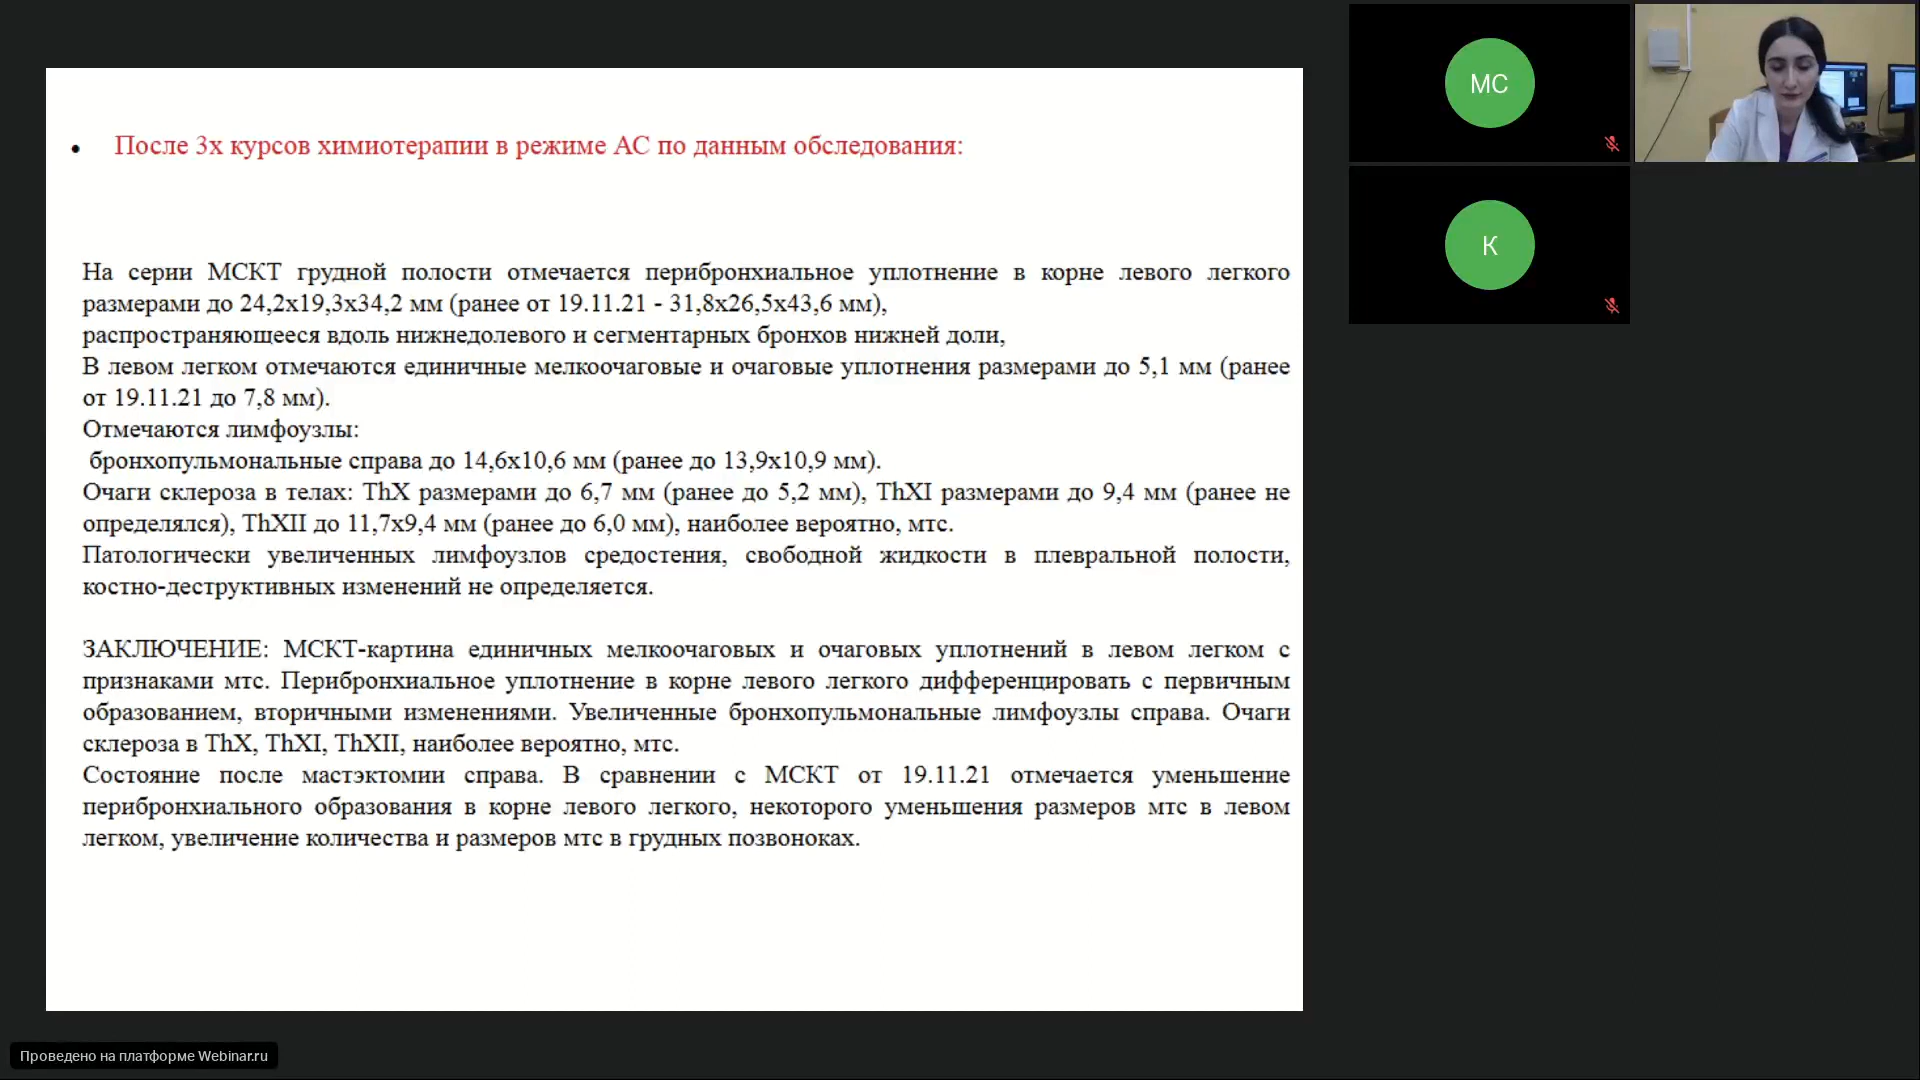 • После 3х курсов химиотерапии в режиме АС по данным обследования:
На серии МСКТ грудной полости отмечается перибронхиальное уплотнение в корне левого легкого
размерами до 24,2х19,3х34,2 мм (ранее от 19.11.21 - 31,8х26,5х43,6 мм),
распространяющееся вдоль нижнедолевого и сегментарных бронхов нижней доли,
В левом легком отмечаются единичные мелкоочаговые и очаговые уплотнения размерами до 5,1 мм (ранее
от 19.11.21 до 7,8 мм).
Отмечаются лимфоузлы:
бронхопульмональные справа до 14,6х10,6 мм (ранее до 13,9х10,9 мм).
Очаги склероза в телах: ThX размерами до 6,7 мм (ранее до 5,2 мм), ThXI размерами до 9,4 мм (ранее не
определялся), ThXII до 11,7х9,4 мм (ранее до 6,0 мм), наиболее вероятно, мтс.
Патологически увеличенных лимфоузлов средостения, свободной жидкости в плевральной полости,
костно-деструктивных изменений не определяется.
ЗАКЛЮЧЕНИЕ: МСКТ-картина единичных мелкоочаговых и очаговых уплотнений в левом легком с
признаками мтс. Перибронхиальное уплотнение в корне левого легкого дифференцировать с первичным
образованием, вторичными изменениями. Увеличенные бронхопульмональные лимфоузлы справа. Очаги
склероза в ThX, ThXI, ThXII, наиболее вероятно, мтс.
Состояние после мастэктомии справа. В сравнении с МСКТ от 19.11.21 отмечается уменьшение
перибронхиального образования в корне левого легкого, некоторого уменьшения размеров мтс в левом
легком, увеличение количества и размеров мтс в грудных позвоноках.
МС
К
Проведено на платформе Webinar.ru